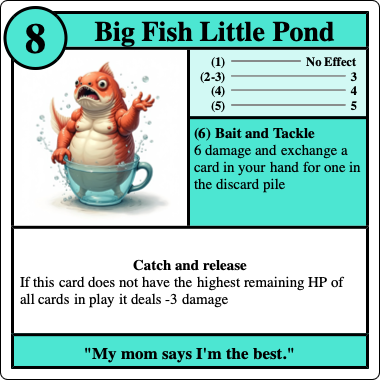 8
Big Fish Little Pond
(1) No Effect
(2-3) 3
(4) 4
(5) 5
(6) Bait and Tackle
6 damage and exchange a
card in your hand for one in
the discard pile
Catch and release
If this card does not have the highest remaining HP of
all cards in play it deals -3 damage
"My mom says I'm the best."